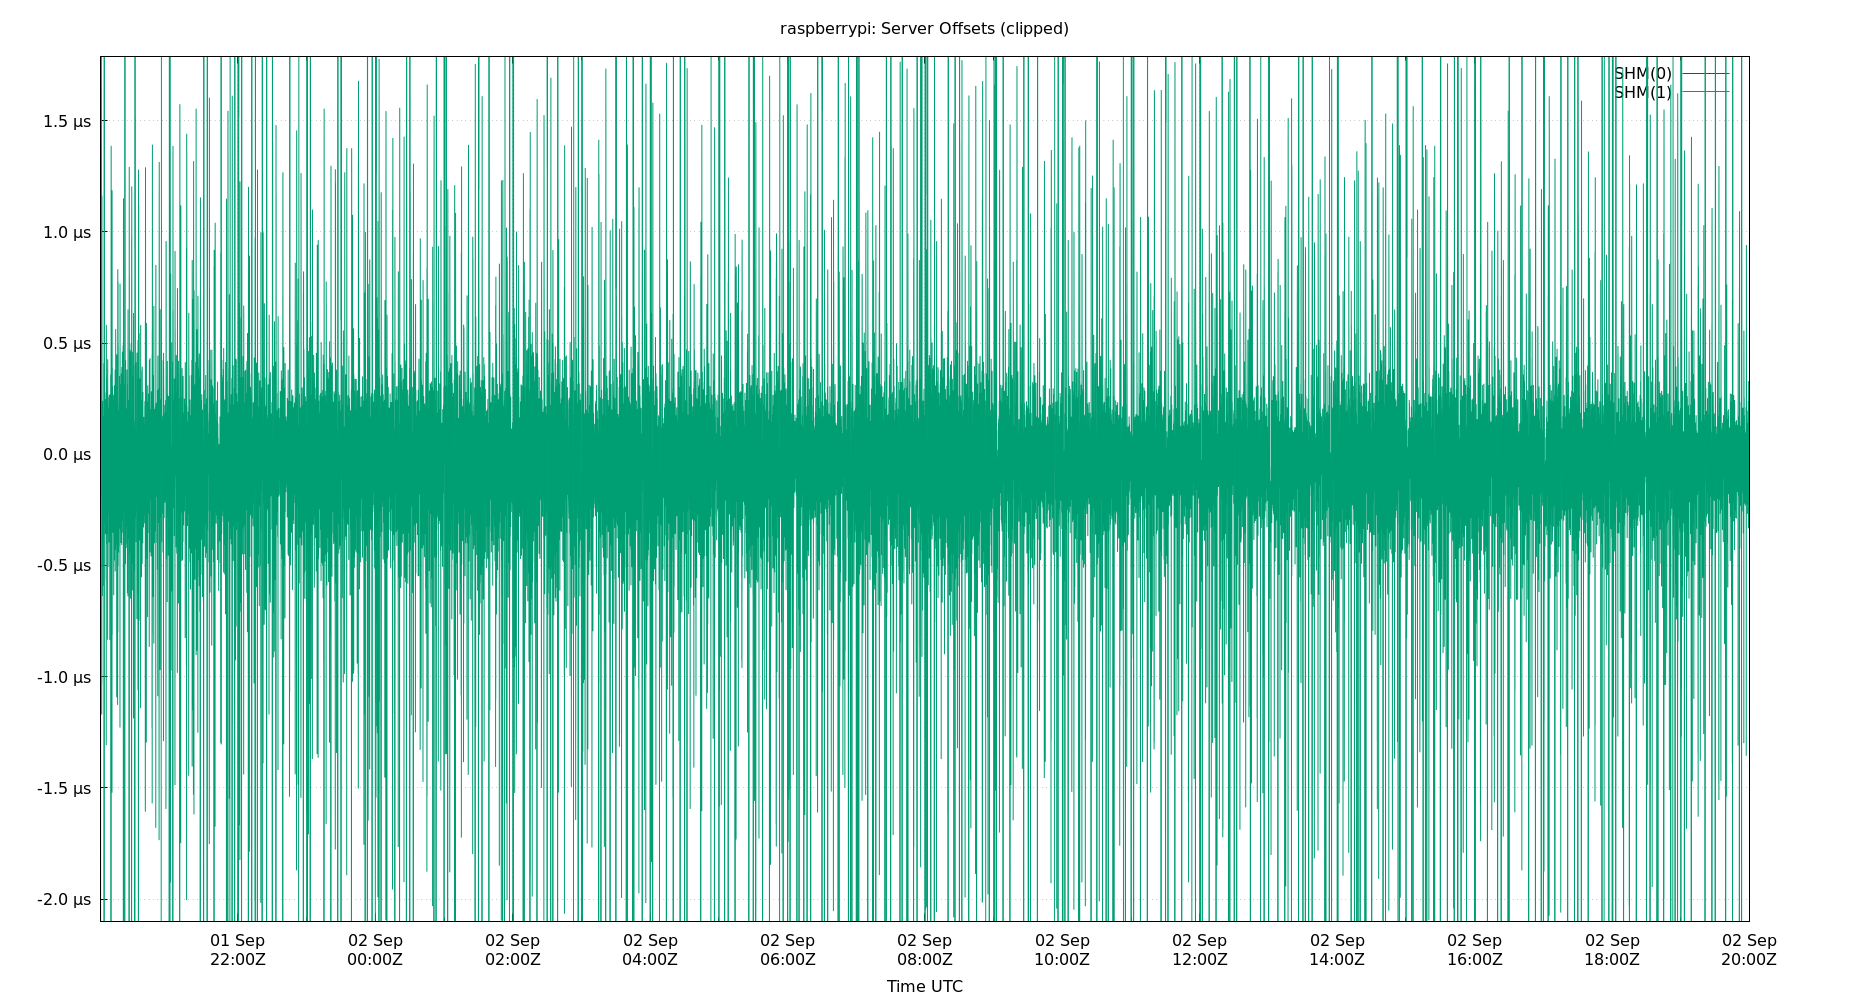 raspberrypi: Server Offsets (clipped)
SHM(0)
SHM(1)
1.5 µs
1.0 µs
0.5 µs
0.0 µs
-0.5 µs
-1.0 µs
-1.5 µs
-2.0 µs
01 Sep 02 Sep 02 Sep 02 Sep 02 Sep 02 Sep 02 Sep 02 Sep 02 Sep 02 Sep 02 Sep 02 Sep
22:00Z 00:00Z 02:00Z 04:00Z 06:00Z 08:00Z 10:00Z 12:00Z 14:00Z 16:00Z 18:00Z 20:00Z
Time UTC